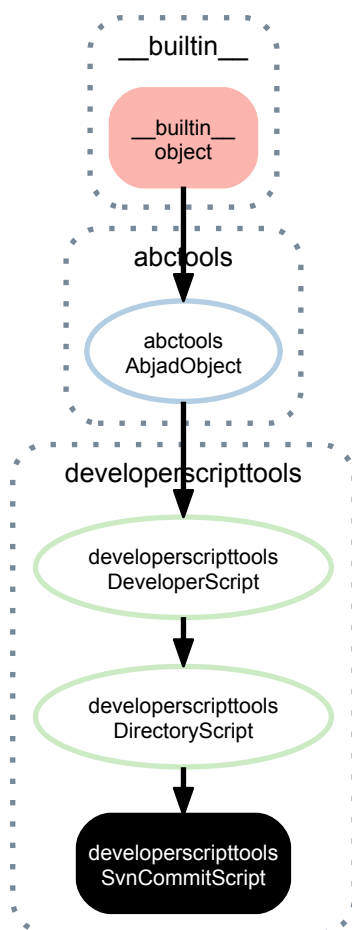 __builtin__
__builtin__
object
abctools
abctools
AbjadObject
developerscripttools
developerscripttools
DeveloperScript
developerscripttools
DirectoryScript
developerscripttools
SvnCommitScript